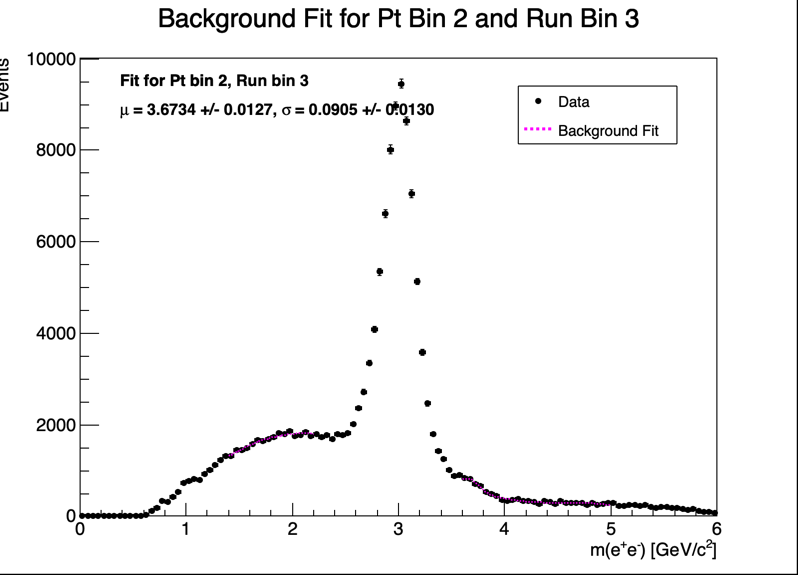 Background Fit for Pt Bin 2 and Run Bin 3
Events
10000
8000
6000
4000
2000
0
Fit for Pt bin 2, Run bin 3
μ = 3.6734 +/- 0.0127, σ = 0.0905 +/- 0.0130
Data
Background Fit
0 1 2 3 4 5 6
m(e⁺e⁻) [GeV/c²]